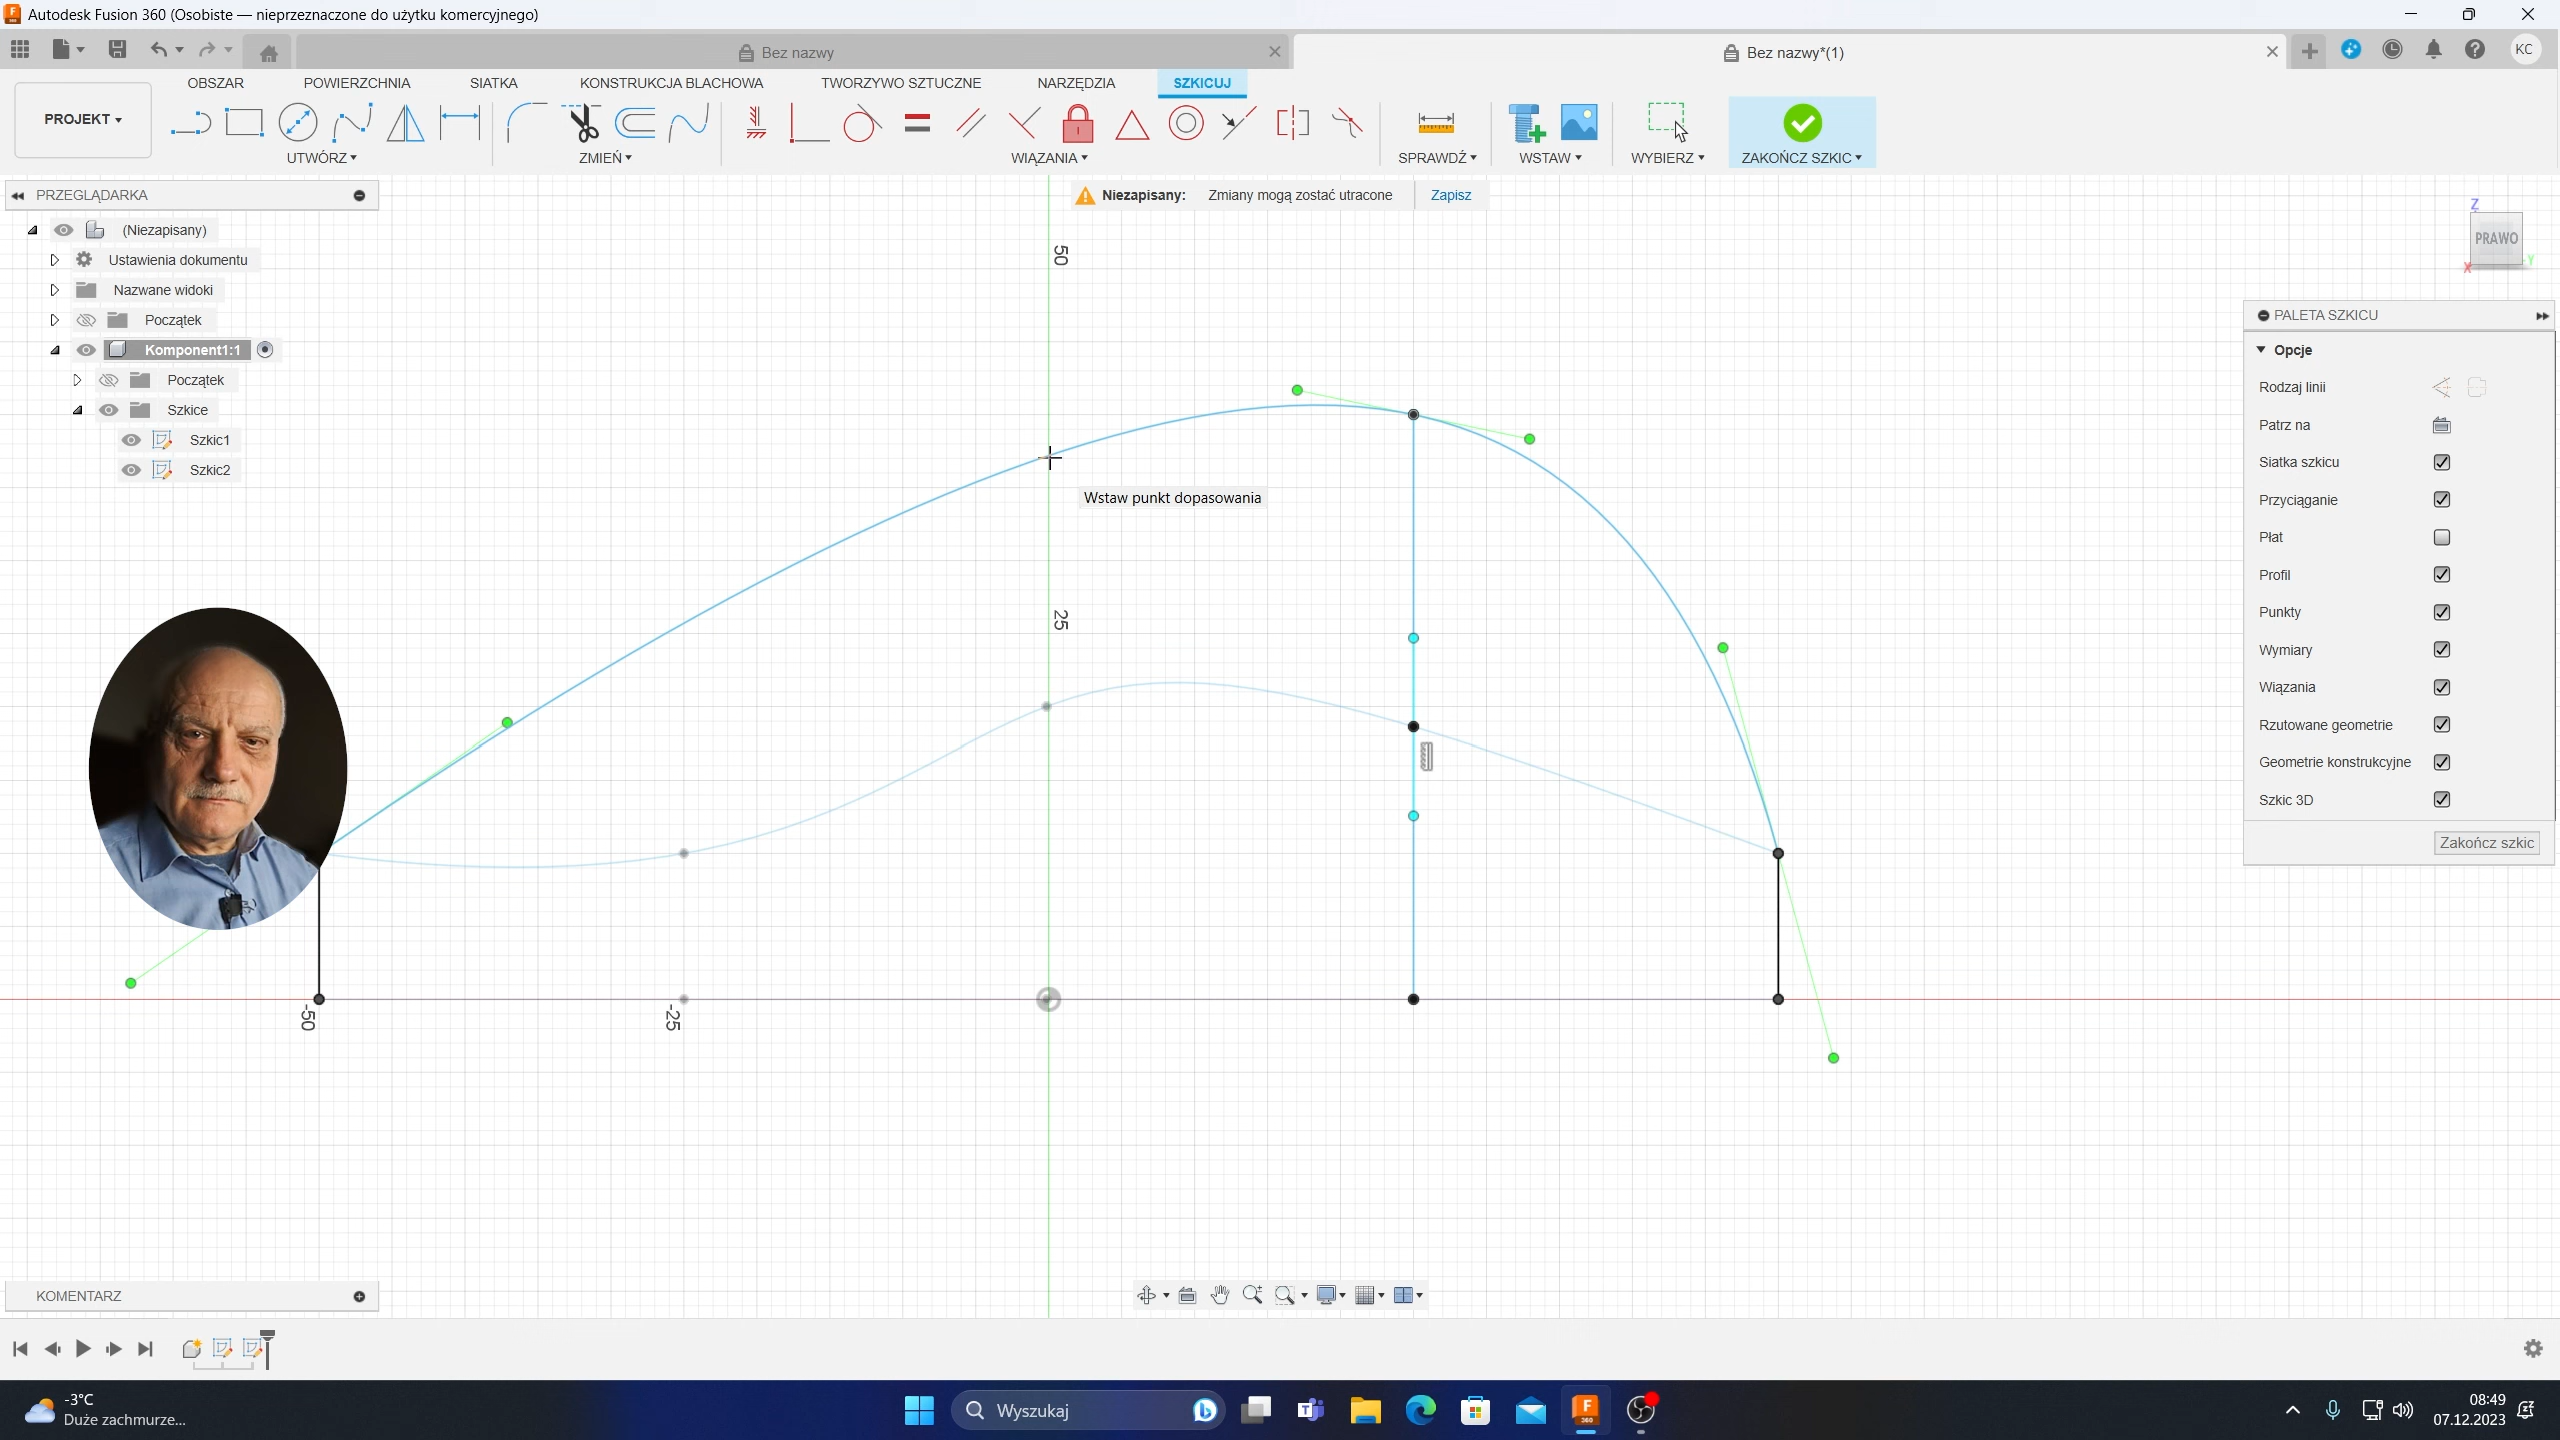 Autodesk Fusion 360 (Osobiste — nieprzeznaczone do użytku komercyjnego)
Bez nazwy
Bez nazwy*(1)
KC
OBSZAR
POWIERZCHNIA
SIATKA
KONSTRUKCJA BLACHOWA
TWORZYWO SZTUCZNE
NARZĘDZIA
SZKICUJ
PROJEKT
UTWÓRZ
ZMIEŃ
WIĄZANIA
SPRAWDŹ
WSTAW
WYBIERZ
ZAKOŃCZ SZKIC
PRZEGLĄDARKA
Niezapisany: Zmiany mogą zostać utracone Zapisz
(Niezapisany)
Ustawienia dokumentu
Nazwane widoki
Początek
Komponent1:1
Początek
Szkice
Szkic1
Szkic2
50
25
-50
-25
Wstaw punkt dopasowania
Z
PRAWO
X
-Y
PALETA SZKICU
Opcje
Rodzaj linii
Patrz na
Siatka szkicu
Przyciąganie
Płat
Profil
Punkty
Wymiary
Wiązania
Rzutowane geometrie
Geometrie konstrukcyjne
Szkic 3D
Zakończ szkic
KOMENTARZ
-3°C
Duże zachmurze...
Wyszukaj
F
360
08:49
07.12.2023